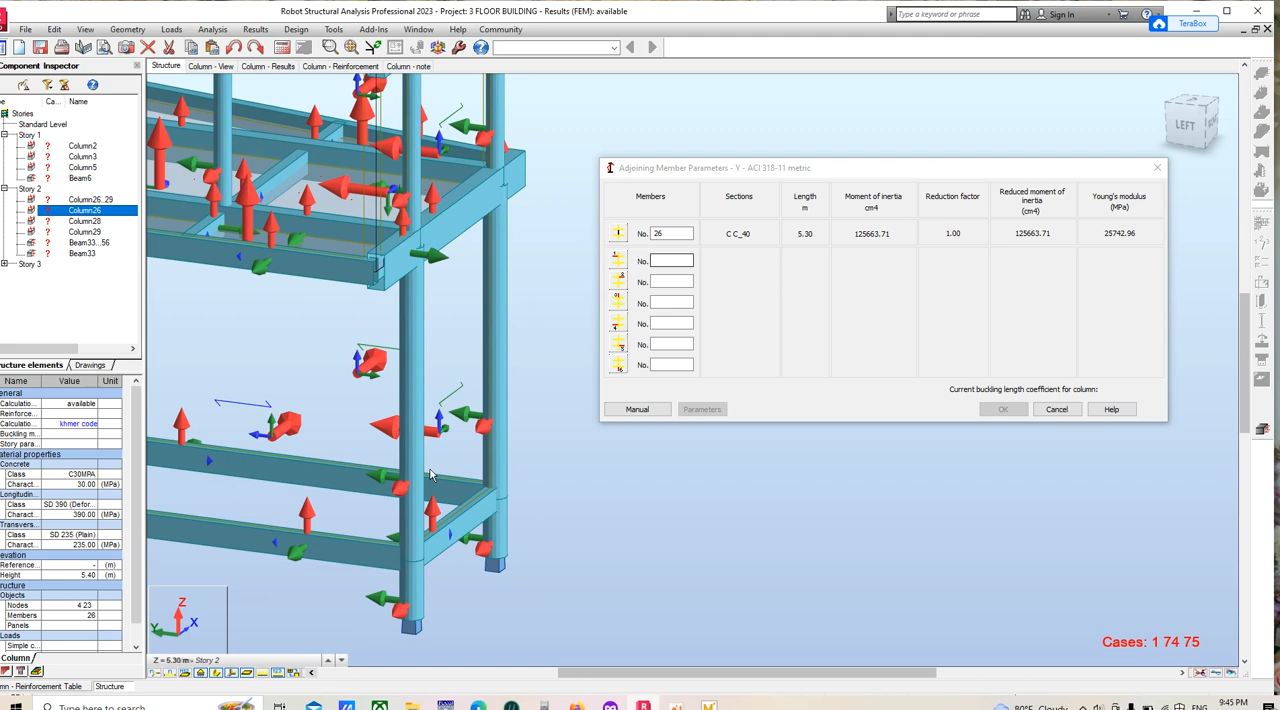 Robot Structural Analysis Professional 2023 - Project: 3 FLOOR BUILDING - Results (FEM): available
Type a keyword or phrase
Sign In
TeraBox
File Edit View Geometry Loads Analysis Results Design Tools Add-Ins Window Help Community
Component Inspector
Structure Column - View Column - Results Column - Reinforcement Column - note
Ca... Name
Stories
Standard Level
Story 1
? Column2
? Column3
? Column5
? Beam6
Story 2
? Column26..29
? Column26
? Column28
? Column29
? Beam33...56
? Beam33
Story 3
LEFT
Adjoining Member Parameters - Y - ACI 318-11 metric
Members Sections Length m Moment of inertia cm4 Reduction factor Reduced moment of inertia (cm4) Young's modulus (MPa)
No. 26 C C_40 5.30 125663.71 1.00 125663.71 25742.96
No.
No.
No.
No.
No.
No.
Current buckling length coefficient for column:
Manual Parameters OK Cancel Help
ructure elements Drawings
Name Value Unit
eneral
Calculatio... available
Reinforce...
Calculatio... khmer code
Buckling m...
Story para...
aterial properties
Concrete
Class C30MPA
Charact... 30.00 (MPa)
Longitudin...
Class SD 390 (Defor...
Charact... 390.00 (MPa)
Transvers...
Class SD 235 (Plain)
Charact... 235.00 (MPa)
evation
Reference... - (m)
Height 5.40 (m)
ructure
Objects
Nodes 4 23
Members 26
Panels
Loads
Simple c...
Column
Z X Y
Z = 5.30 m - Story 2
Cases: 1 74 75
n - Reinforcement Table Structure
Type here to search
80°F Cloudy
ENG
9:45 PM